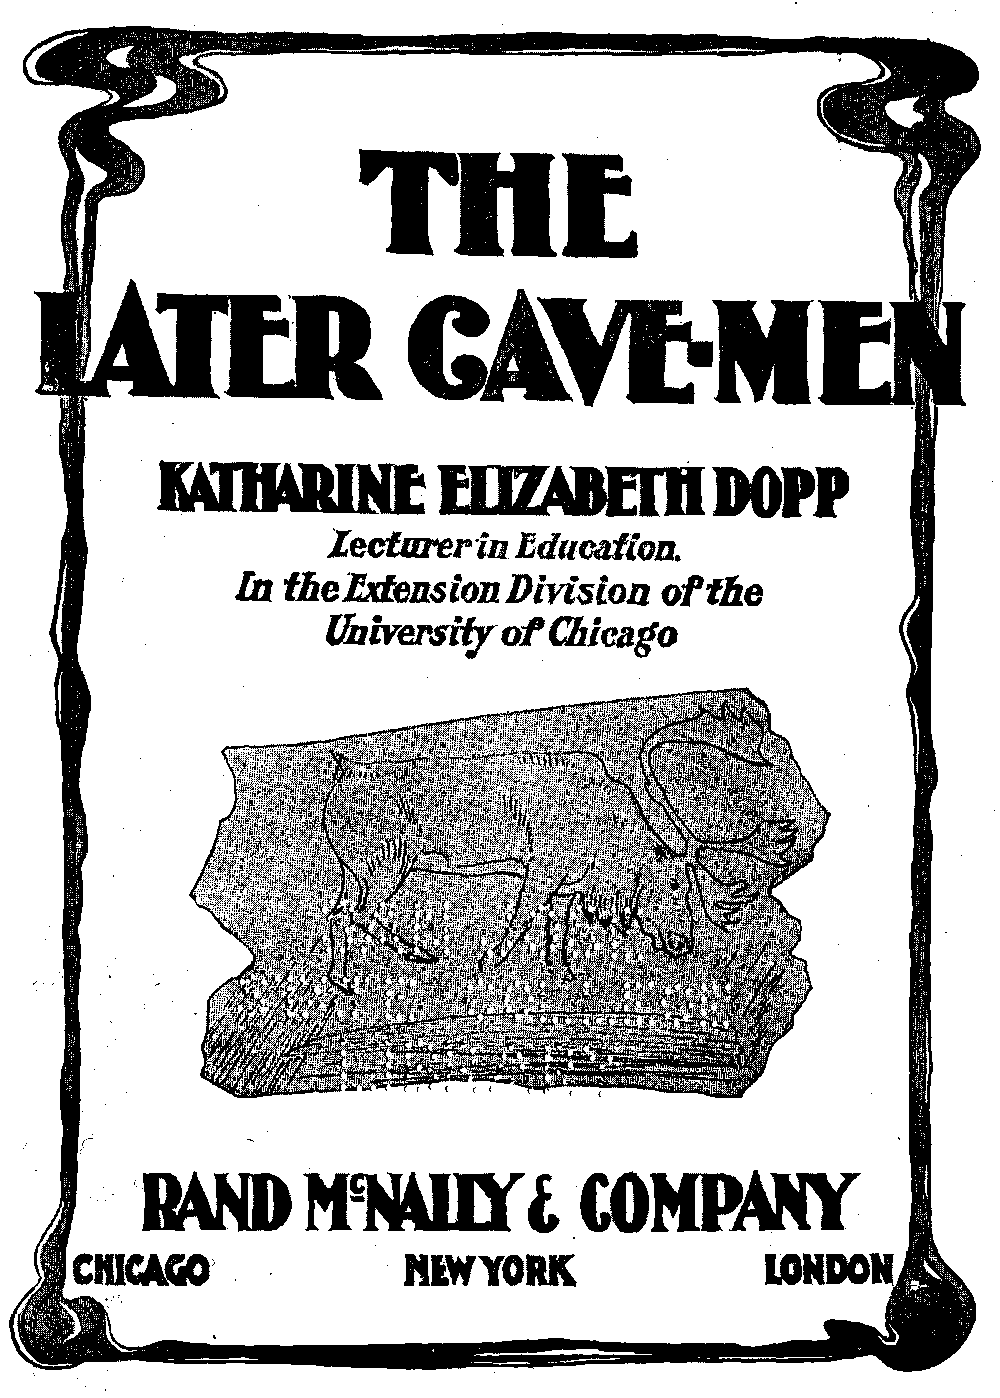 THE
LATER CAVE-MEN
KATHARINE ELIZABETH DOPP
Lecturer in Education.
In the Extension Division of the
University of Chicago
RAND McNALLY & COMPANY
CHICAGO NEW YORK LONDON